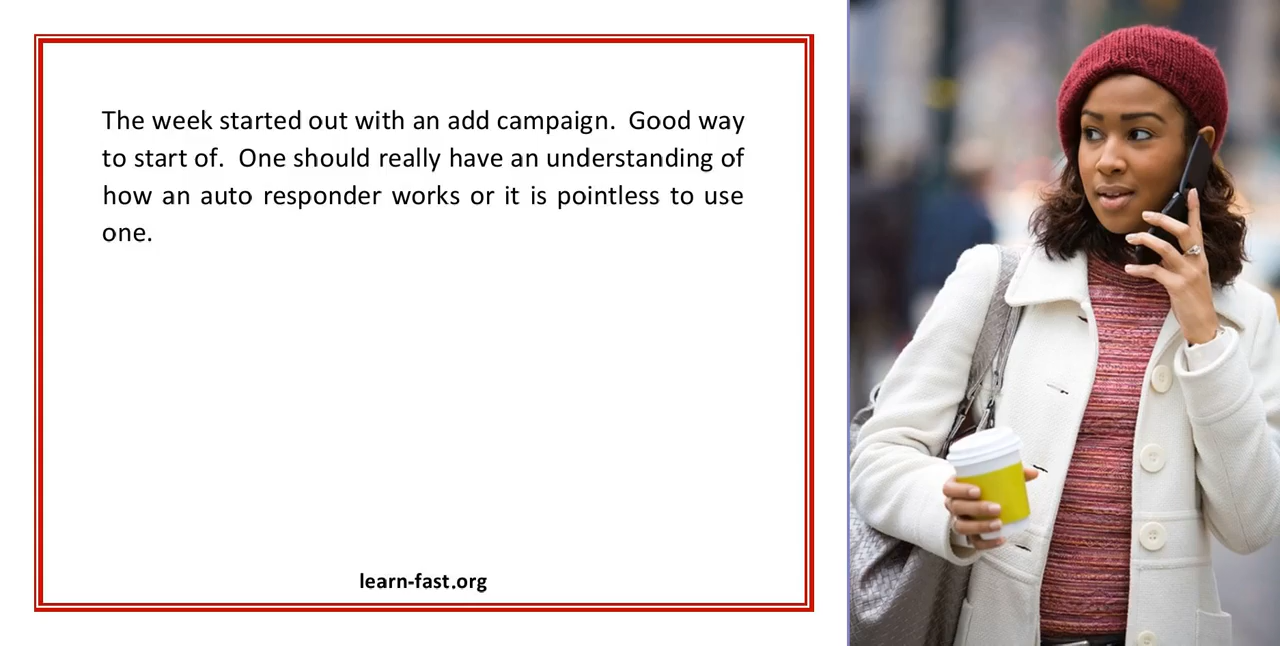 The week started out with an add campaign.  Good way
to start of.  One should really have an understanding of
how an auto responder works or it is pointless to use
one.
learn-fast.org